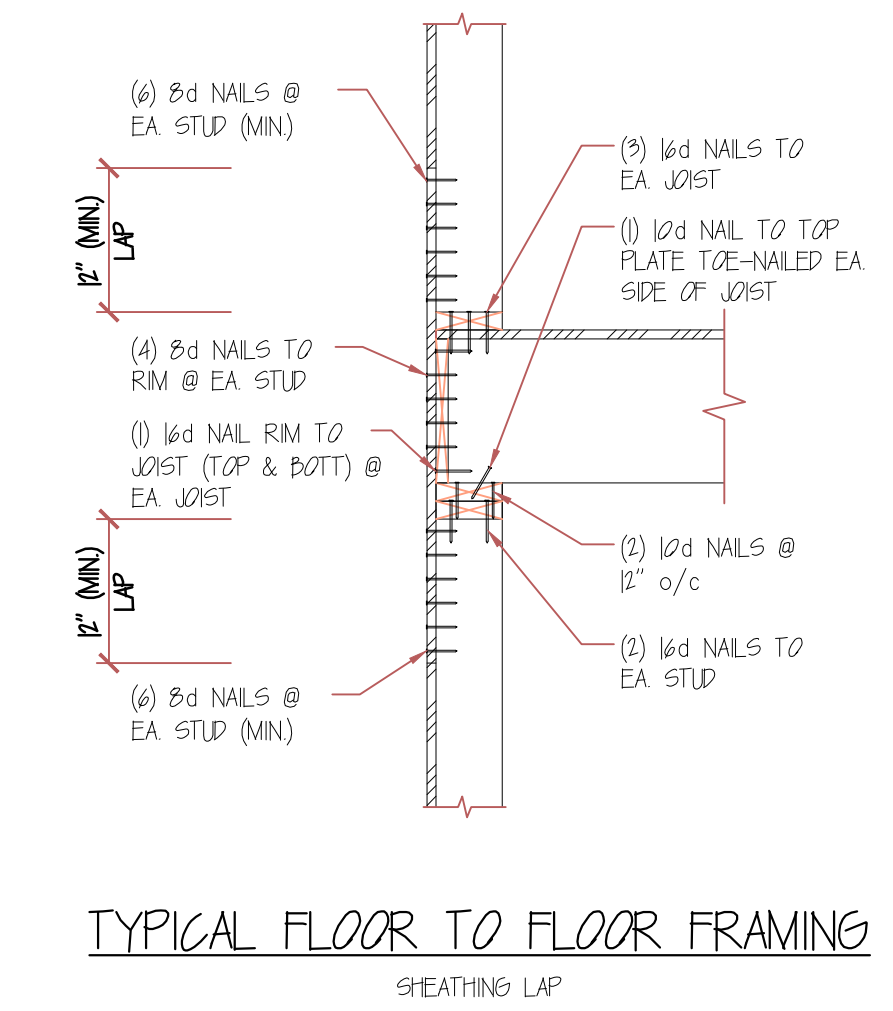 (6) 8d NAILS @
EA. STUD (MIN.)
12" (MIN.)
LAP
(4) 8d NAILS TO
RIM @ EA. STUD
(1) 16d NAIL RIM TO
JOIST (TOP & BOTT) @
EA. JOIST
12" (MIN.)
LAP
(6) 8d NAILS @
EA. STUD (MIN.)
(3) 16d NAILS TO
EA. JOIST
(1) 10d NAIL TO TOP
PLATE TOE-NAILED EA.
SIDE OF JOIST
(2) 10d NAILS @
12" o/c
(2) 16d NAILS TO
EA. STUD
TYPICAL FLOOR TO FLOOR FRAMING
SHEATHING LAP